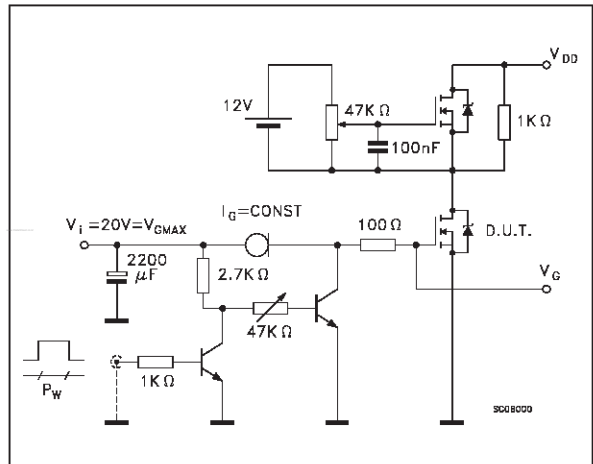 V_DD
12V
47KΩ
1KΩ
100nF
I_G=CONST
V_i=20V=V_GMAX
100Ω
D.U.T.
2200
μF
2.7KΩ
V_G
47KΩ
1KΩ
P_W
SC08000